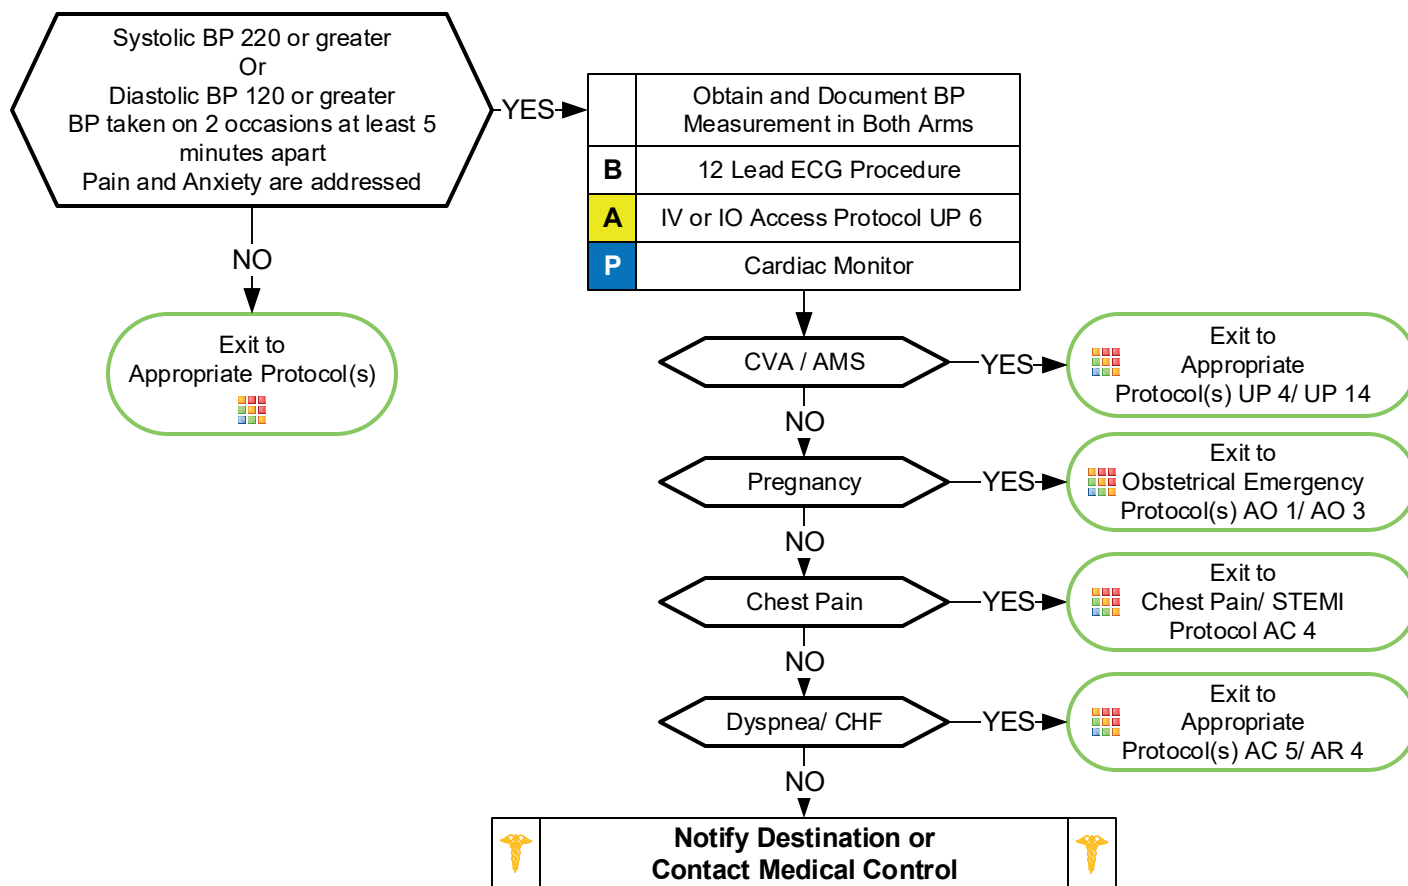 Systolic BP 220 or greater
Or
Diastolic BP 120 or greater
BP taken on 2 occasions at least 5
minutes apart
Pain and Anxiety are addressed
YES
NO
Exit to
Appropriate Protocol(s)
Obtain and Document BP
Measurement in Both Arms
B 12 Lead ECG Procedure
A IV or IO Access Protocol UP 6
P Cardiac Monitor
CVA / AMS
YES
Exit to
Appropriate
Protocol(s) UP 4/ UP 14
NO
Pregnancy
YES
Exit to
Obstetrical Emergency
Protocol(s) AO 1/ AO 3
NO
Chest Pain
YES
Exit to
Chest Pain/ STEMI
Protocol AC 4
NO
Dyspnea/ CHF
YES
Exit to
Appropriate
Protocol(s) AC 5/ AR 4
NO
Notify Destination or
Contact Medical Control